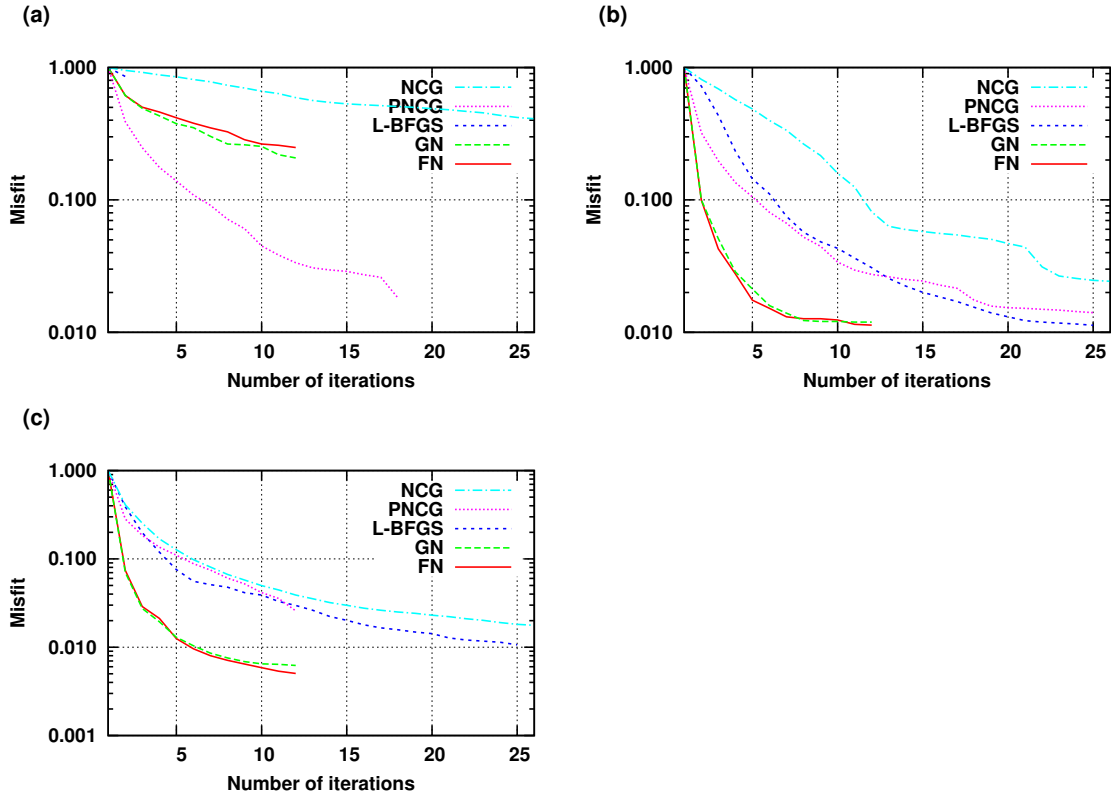 (a)
1.000
0.100
0.010
Misfit
5 10 15 20 25
Number of iterations
NCG
PNCG
L-BFGS
GN
FN
(b)
1.000
0.100
0.010
Misfit
5 10 15 20 25
Number of iterations
NCG
PNCG
L-BFGS
GN
FN
(c)
1.000
0.100
0.010
0.001
Misfit
5 10 15 20 25
Number of iterations
NCG
PNCG
L-BFGS
GN
FN